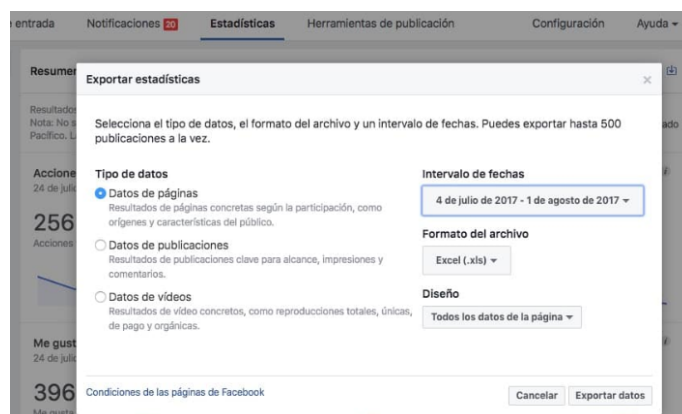 entrada Notificaciones 20 Estadísticas Herramientas de publicación Configuración Ayuda
Resumen
Exportar estadísticas
Resultados
Nota: No s
Pacífico. L
ado
Selecciona el tipo de datos, el formato del archivo y un intervalo de fechas. Puedes exportar hasta 500
publicaciones a la vez.
Accione
24 de julio
256
Acciones
Tipo de datos
Datos de páginas
Resultados de páginas concretas según la participación, como
orígenes y características del público.
Datos de publicaciones
Resultados de publicaciones clave para alcance, impresiones y
comentarios.
Datos de vídeos
Resultados de vídeo concretos, como reproducciones totales, únicas,
de pago y orgánicas.
Intervalo de fechas
4 de julio de 2017 - 1 de agosto de 2017
Formato del archivo
Excel (.xls)
Diseño
Todos los datos de la página
Me gust
24 de julio
396
Me gusta
Condiciones de las páginas de Facebook
Cancelar Exportar datos